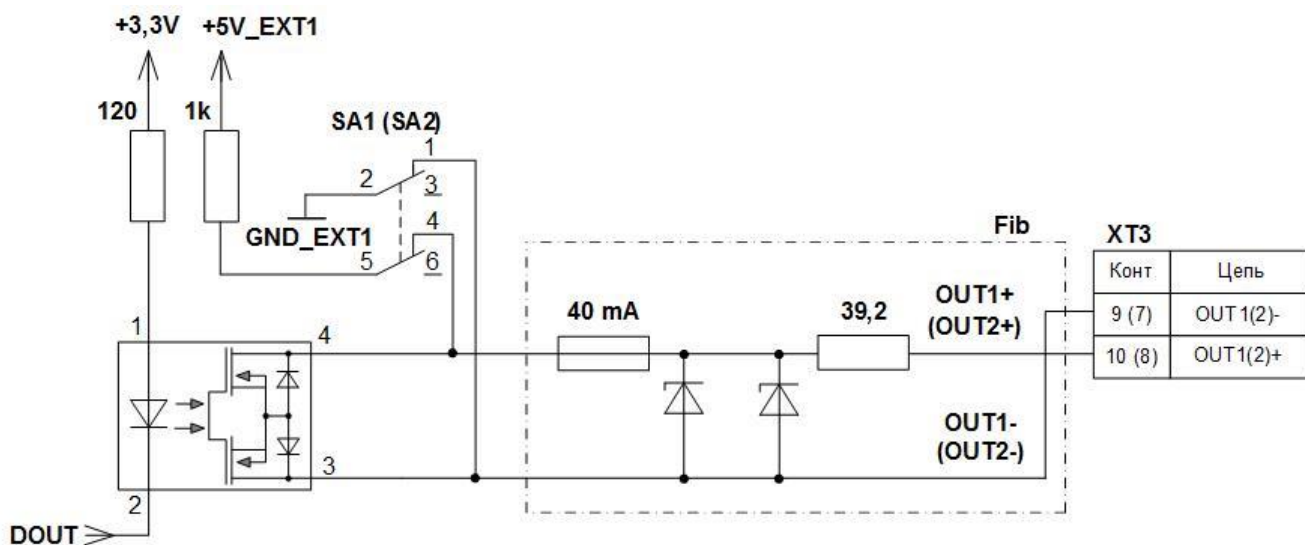 +3,3V +5V_EXT1
120 1k
SA1 (SA2)
1
2
3
GND_EXT1
4
5
6
Fib
XT3
Конт Цепь
9 (7) OUT1(2)-
10 (8) OUT1(2)+
40 mA
39,2
OUT1+
(OUT2+)
OUT1-
(OUT2-)
1
4
3
2
DOUT